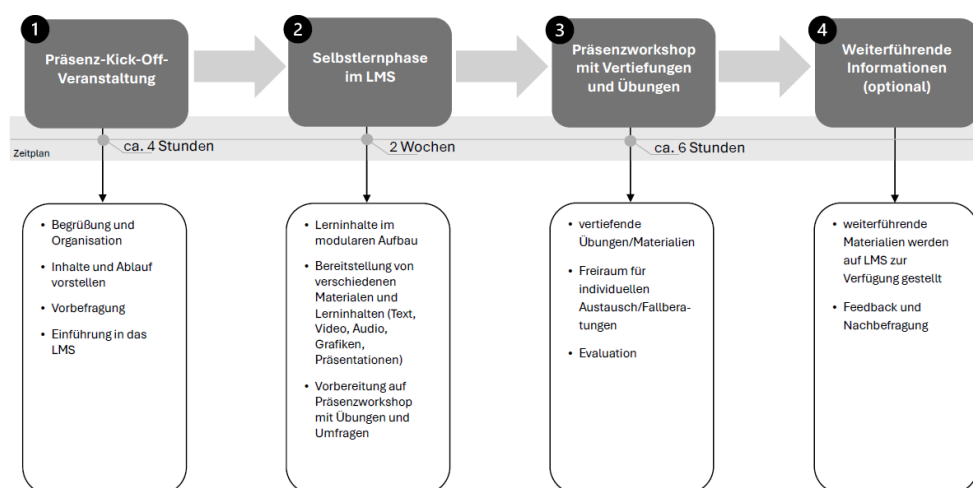 1
Präsenz-Kick-Off-
Veranstaltung
2
Selbstlernphase
im LMS
3
Präsenzworkshop
mit Vertiefungen
und Übungen
4
Weiterführende
Informationen
(optional)
Zeitplan
ca. 4 Stunden
2 Wochen
ca. 6 Stunden
• Begrüßung und
Organisation
• Inhalte und Ablauf
vorstellen
• Vorbefragung
• Einführung in das
LMS
• Lerninhalte im
modularen Aufbau
• Bereitstellung von
verschiedenen
Materialen und
Lerninhalten (Text,
Video, Audio,
Grafiken,
Präsentationen)
• Vorbereitung auf
Präsenzworkshop
mit Übungen und
Umfragen
• vertiefende
Übungen/Materialien
• Freiraum für
individuellen
Austausch/Fallbera-
tungen
• Evaluation
• weiterführende
Materialien werden
auf LMS zur
Verfügung gestellt
• Feedback und
Nachbefragung